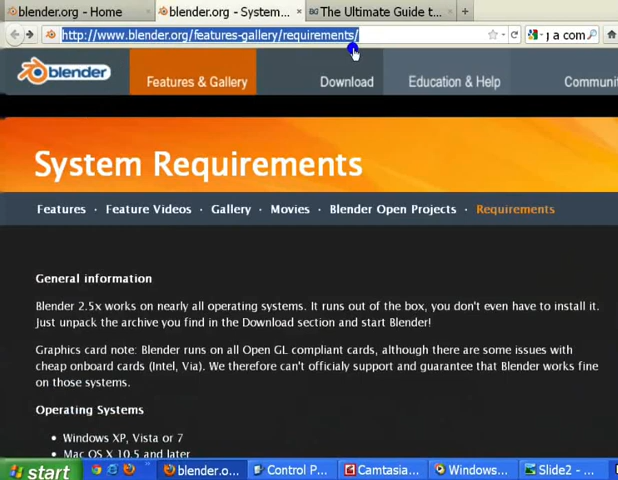 blender.org - Home
blender.org - System...
The Ultimate Guide t...
http://www.blender.org/features-gallery/requirements/
g a com
blender
Features & Gallery
Download
Education & Help
Communi
System Requirements
Features · Feature Videos · Gallery · Movies · Blender Open Projects · Requirements
General information
Blender 2.5x works on nearly all operating systems. It runs out of the box, you don't even have to install it.
Just unpack the archive you find in the Download section and start Blender!
Graphics card note: Blender runs on all Open GL compliant cards, although there are some issues with
cheap onboard cards (Intel, Via). We therefore can't officialy support and guarantee that Blender works fine
on those systems.
Operating Systems
• Windows XP, Vista or 7
• Mac OS X 10.5 and later
start
blender.o...
Control P...
Camtasia...
Windows...
Slide2 - ...